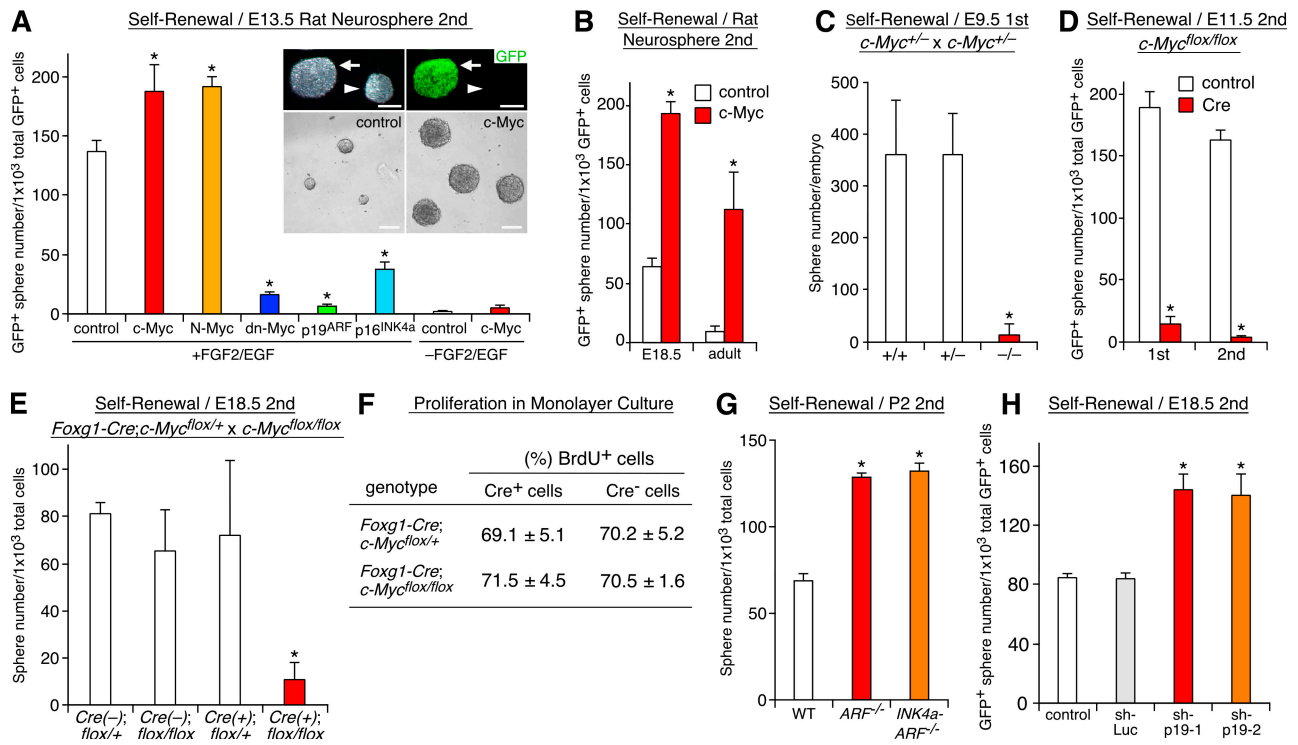 A
Self-Renewal / E13.5 Rat Neurosphere 2nd
GFP+ sphere number/1x10³ total GFP+ cells
200
150
100
50
0
*
*
*
*
*
GFP
control
c-Myc
control
c-Myc
N-Myc
dn-Myc
p19ARF
p16INK4a
control
c-Myc
+FGF2/EGF
–FGF2/EGF
B
Self-Renewal / Rat
Neurosphere 2nd
GFP+ sphere number/1x10³ GFP+ cells
200
150
100
50
0
control
c-Myc
*
*
E18.5
adult
C
Self-Renewal / E9.5 1st
c-Myc+/– x c-Myc+/–
Sphere number/embryo
500
400
300
200
100
0
*
+/+
+/–
–/–
D
Self-Renewal / E11.5 2nd
c-Mycflox/flox
GFP+ sphere number/1x10³ total GFP+ cells
200
150
100
50
0
control
Cre
*
*
1st
2nd
E
Self-Renewal / E18.5 2nd
Foxg1-Cre;c-Mycflox/+ x c-Mycflox/flox
Sphere number/1x10³ total cells
100
80
60
40
20
0
*
Cre(–);
flox/+
Cre(–);
flox/flox
Cre(+);
flox/+
Cre(+);
flox/flox
F
Proliferation in Monolayer Culture
(%) BrdU+ cells
genotype
Cre+ cells
Cre- cells
Foxg1-Cre;
c-Mycflox/+
69.1 ± 5.1
70.2 ± 5.2
Foxg1-Cre;
c-Mycflox/flox
71.5 ± 4.5
70.5 ± 1.6
G
Self-Renewal / P2 2nd
Sphere number/1x10³ total cells
150
100
50
0
*
*
WT
ARF-/-
INK4a-
ARF-/-
H
Self-Renewal / E18.5 2nd
GFP+ sphere number/1x10³ total GFP+ cells
160
120
80
40
0
*
*
control
sh-
Luc
sh-
p19-1
sh-
p19-2